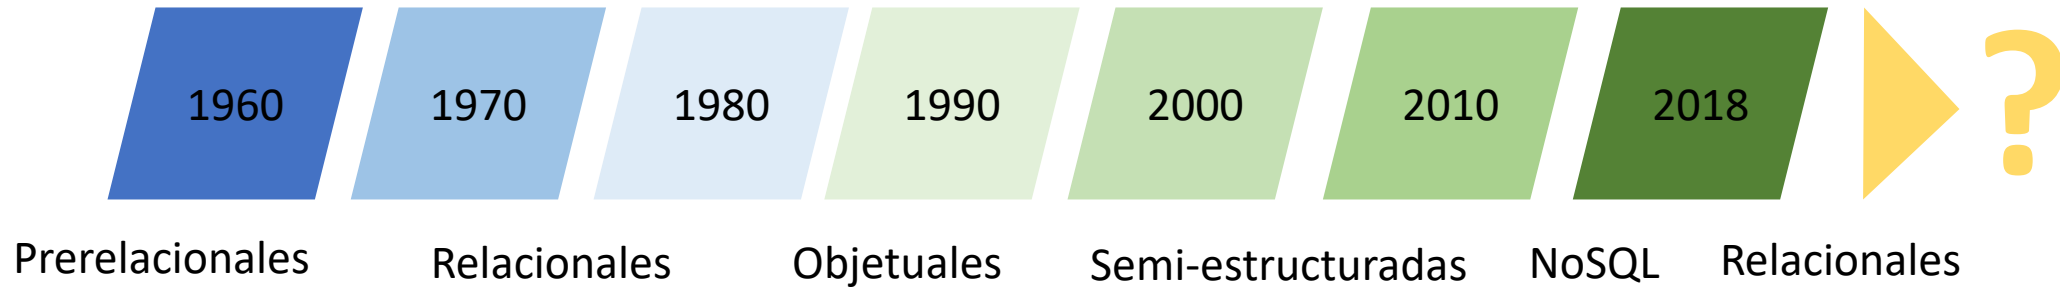 1960 1970 1980 1990 2000 2010 2018 ?
Prerelacionales Relacionales Objetuales Semi-estructuradas NoSQL Relacionales